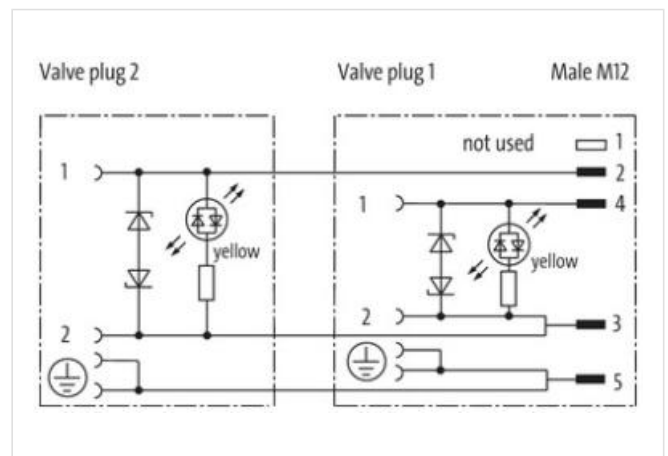 Valve plug 2 Valve plug 1 Male M12
not used 1
1 2
1 4
yellow yellow
2 2 3
5